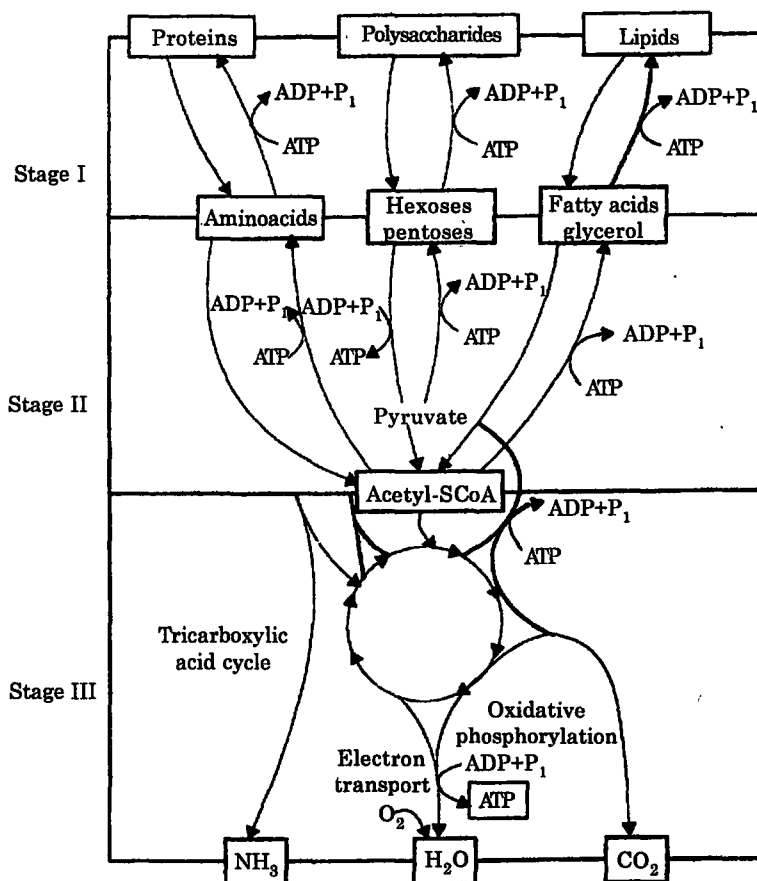 Proteins
Polysaccharides
Lipids
ADP+P₁
ADP+P₁
ADP+P₁
ATP
ATP
ATP
Stage I
Aminoacids
Hexoses
pentoses
Fatty acids
glycerol
ADP+P₁
ADP+P₁
ADP+P₁
ATP
ATP
ATP
ADP+P₁
ATP
Stage II
Pyruvate
Acetyl-SCoA
ADP+P₁
ATP
Tricarboxylic
acid cycle
Stage III
Oxidative
phosphorylation
Electron
transport
ADP+P₁
ATP
O₂
NH₃
H₂O
CO₂